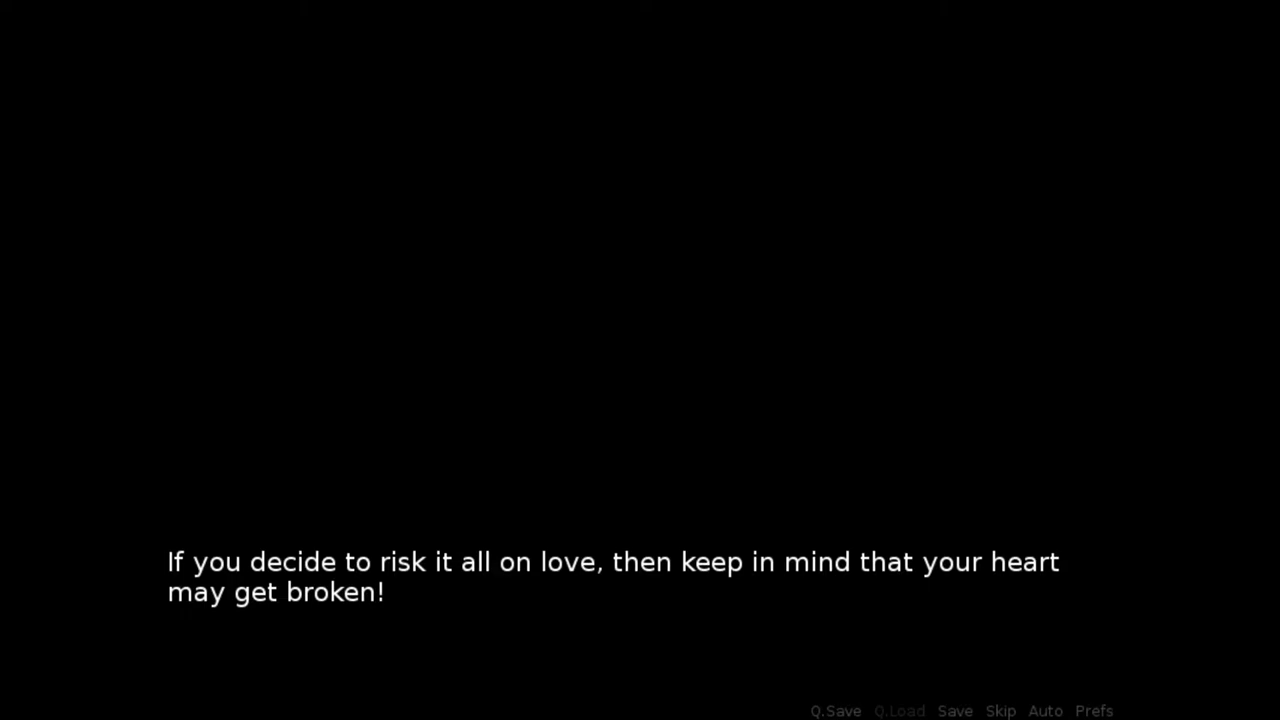 If you decide to risk it all on love, then keep in mind that your heart
may get broken!
Q.Save Q.Load Save Skip Auto Prefs